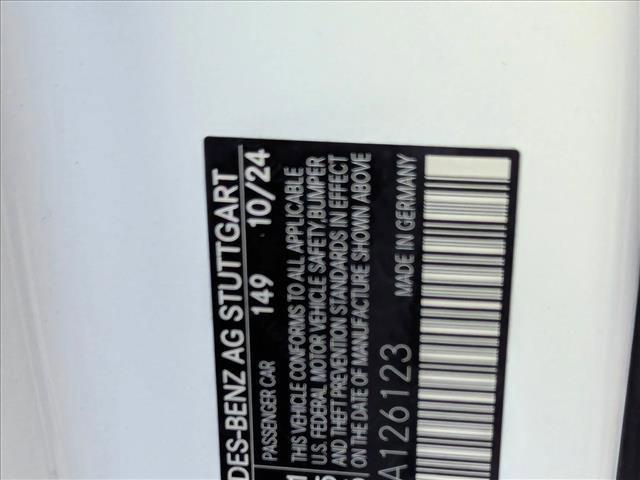 DES-BENZ AG STUTTGART
PASSENGER CAR 149 10/24
THIS VEHICLE CONFORMS TO ALL APPLICABLE
U.S. FEDERAL MOTOR VEHICLE SAFETY, BUMPER
AND THEFT PREVENTION STANDARDS IN EFFECT
ON THE DATE OF MANUFACTURE SHOWN ABOVE
A126123 MADE IN GERMANY